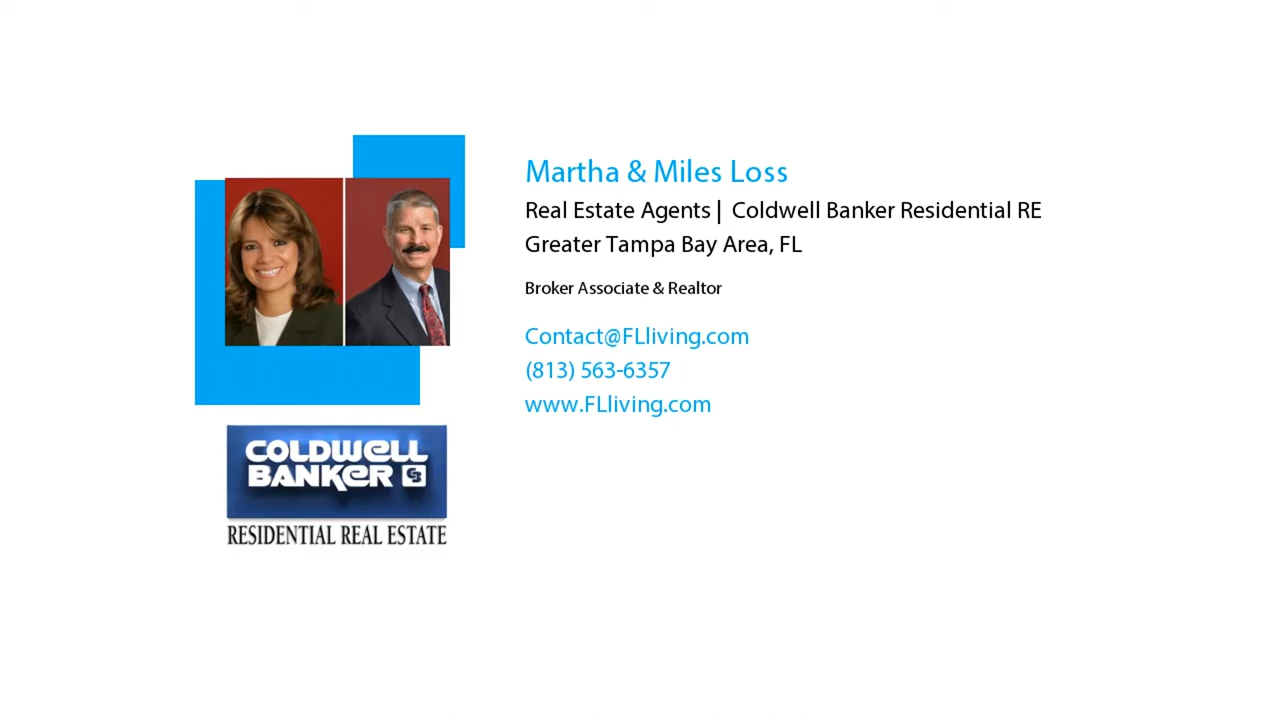 Martha & Miles Loss
Real Estate Agents | Coldwell Banker Residential RE
Greater Tampa Bay Area, FL
Broker Associate & Realtor
Contact@FLliving.com
(813) 563-6357
www.FLliving.com
COLDWELL
BANKER CB
RESIDENTIAL REAL ESTATE